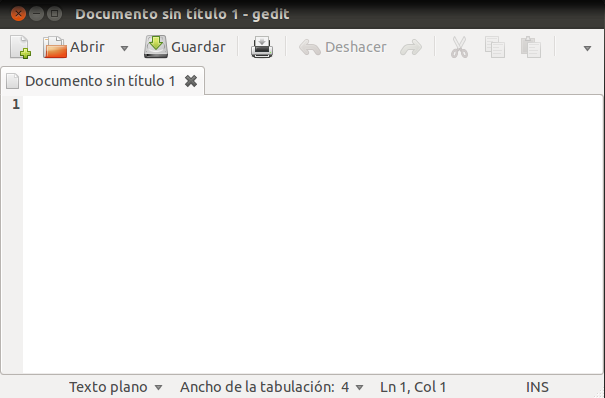 Documento sin título 1 - gedit
Abrir Guardar Deshacer
Documento sin título 1
1
Texto plano Ancho de la tabulación: 4 Ln 1, Col 1 INS